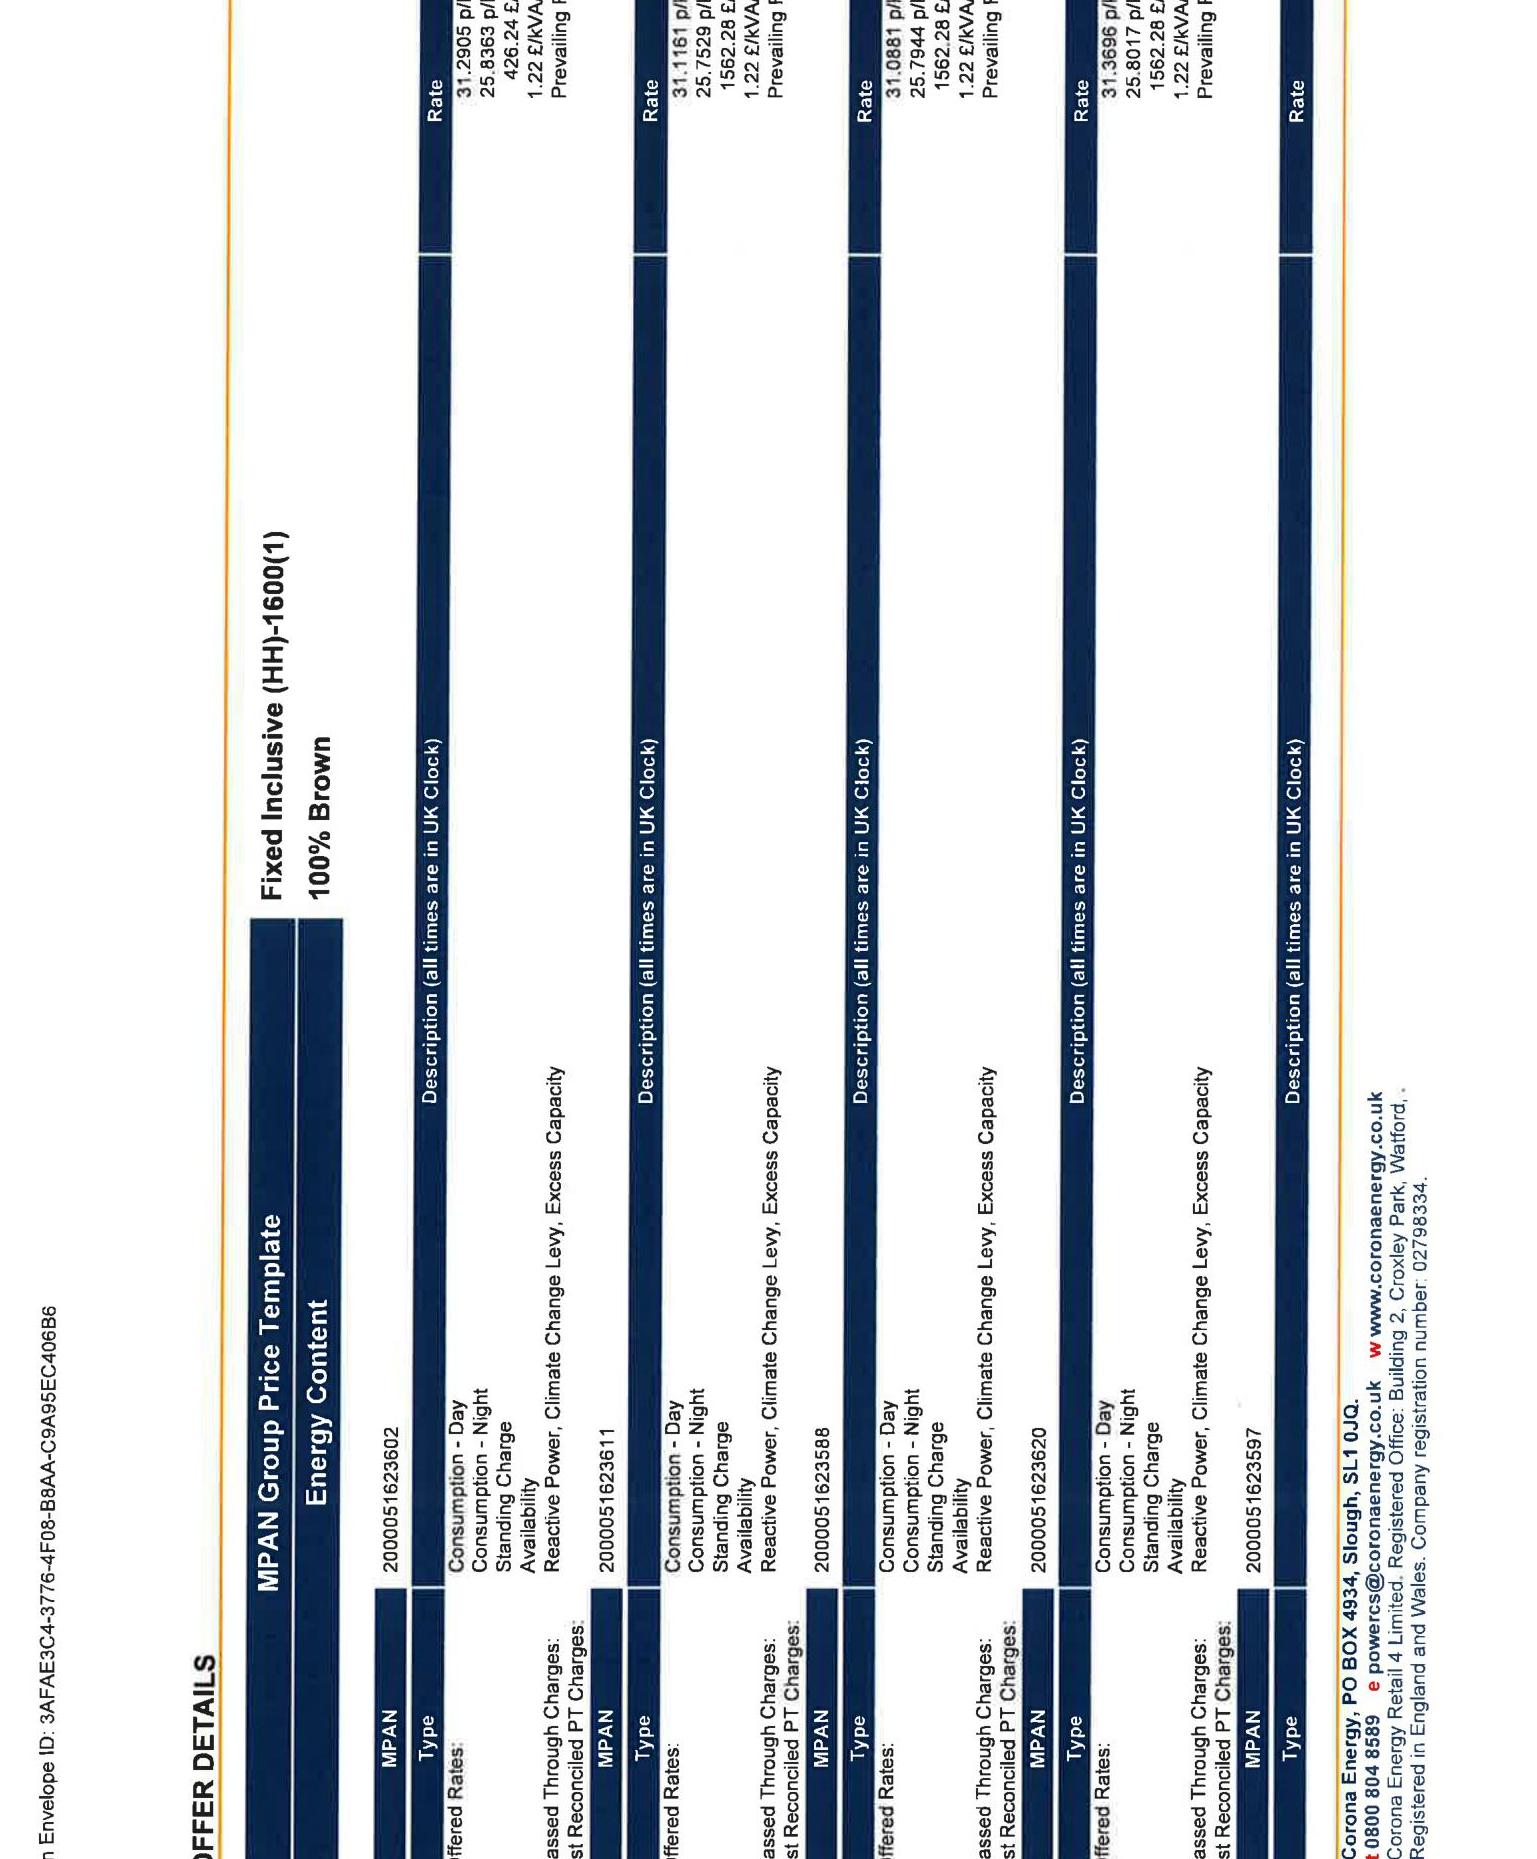 n Envelope ID: 3AFAE3C4-3776-4F08-B8AA-C9A95EC406B6
OFFER DETAILS
MPAN Group Price Template Fixed Inclusive (HH)-1600(1)
Energy Content 100% Brown
MPAN 2000051623602
Type Description (all times are in UK Clock) Rate
ffered Rates: Consumption - Day 31.2905 p/
Consumption - Night 25.8363 p/
Standing Charge 426.24 £
Availability 1.22 £/kVA
assed Through Charges: Reactive Power, Climate Change Levy, Excess Capacity Prevailing
st Reconciled PT Charges:
MPAN 2000051623611
Type Description (all times are in UK Clock) Rate
ffered Rates: Consumption - Day 31.1161 p/
Consumption - Night 25.7529 p/
Standing Charge 1562.28 £
Availability 1.22 £/kVA
assed Through Charges: Reactive Power, Climate Change Levy, Excess Capacity Prevailing
st Reconciled PT Charges:
MPAN 2000051623588
Type Description (all times are in UK Clock) Rate
ffered Rates: Consumption - Day 31.0881 p/
Consumption - Night 25.7944 p/
Standing Charge 1562.28 £
Availability 1.22 £/kVA
assed Through Charges: Reactive Power, Climate Change Levy, Excess Capacity Prevailing
st Reconciled PT Charges:
MPAN 2000051623620
Type Description (all times are in UK Clock) Rate
ffered Rates: Consumption - Day 31.3696 p/
Consumption - Night 25.8017 p/
Standing Charge 1562.28 £
Availability 1.22 £/kVA
assed Through Charges: Reactive Power, Climate Change Levy, Excess Capacity Prevailing
st Reconciled PT Charges:
MPAN 2000051623597
Type Description (all times are in UK Clock) Rate
Corona Energy, PO BOX 4934, Slough, SL1 0JQ.
t 0800 804 8589 e powercs@coronaenergy.co.uk w www.coronaenergy.co.uk
Corona Energy Retail 4 Limited. Registered Office: Building 2, Croxley Park, Watford, .
Registered in England and Wales. Company registration number: 02798334.